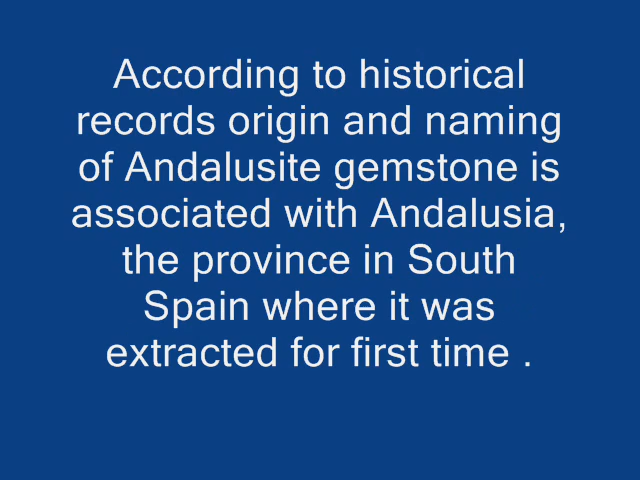 According to historical
records origin and naming
of Andalusite gemstone is
associated with Andalusia,
the province in South
Spain where it was
extracted for first time .